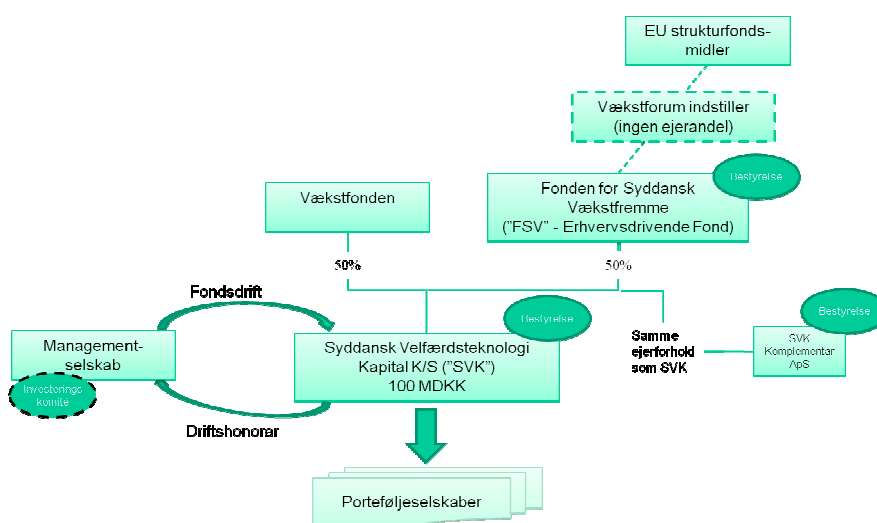 EU strukturfonds-
midler
Vækstforum indstiller
(ingen ejerandel)
Bestyrelse
Fonden for Syddansk
Vækstfremme
("FSV" - Erhvervsdrivende Fond)
Vækstfonden
50%
50%
Fondsdrift
Bestyrelse
Bestyrelse
Management-
selskab
Investerings
komité
Syddansk Velfærdsteknologi
Kapital K/S ("SVK")
100 MDKK
Samme
ejerforhold
som SVK
SVK
Komplementar
ApS
Driftshonorar
Porteføljeselskaber